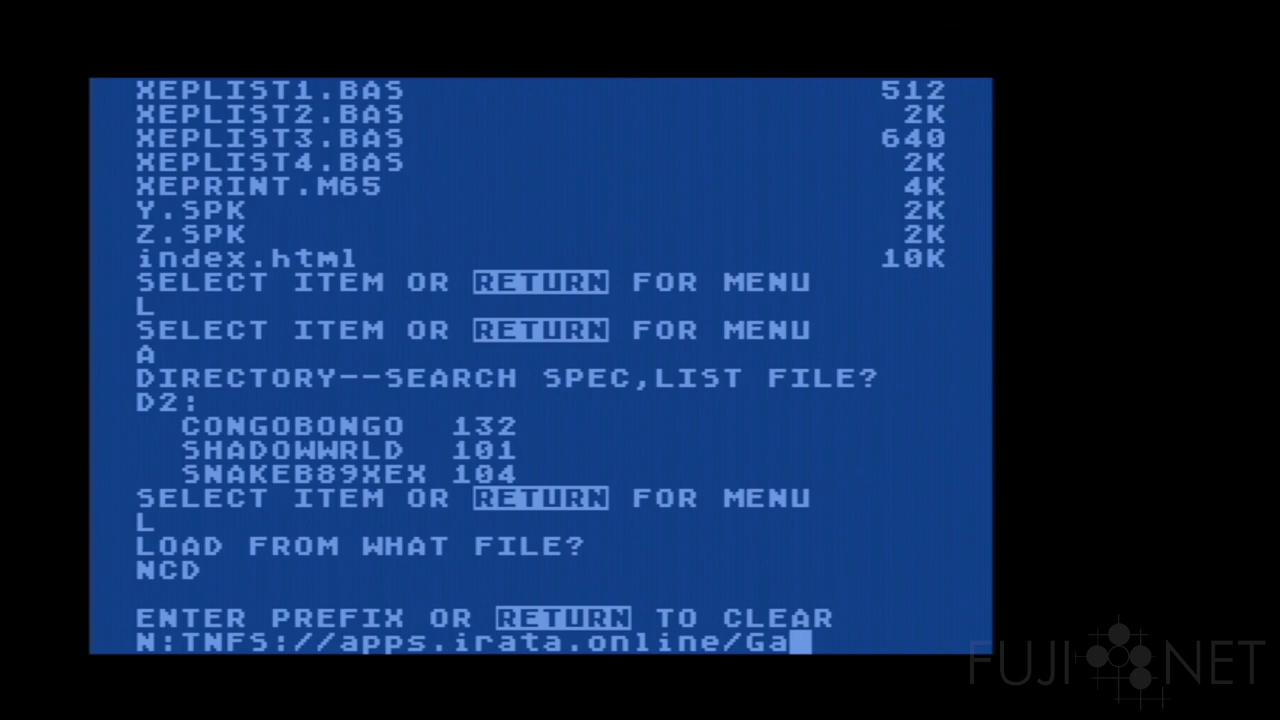 XEPLIST1.BAS 512
XEPLIST2.BAS 2K
XEPLIST3.BAS 640
XEPLIST4.BAS 2K
XEPRINT.M65 4K
Y.SPK 2K
Z.SPK 2K
index.html 10K
SELECT ITEM OR RETURN FOR MENU
L
SELECT ITEM OR RETURN FOR MENU
A
DIRECTORY--SEARCH SPEC,LIST FILE?
D2:
CONGOBONGO 132
SHADOWWRLD 101
SNAKEB89XEX 104
SELECT ITEM OR RETURN FOR MENU
L
LOAD FROM WHAT FILE?
NCD
ENTER PREFIX OR RETURN TO CLEAR
N:TNFS://apps.irata.online/Ga
FUJINET